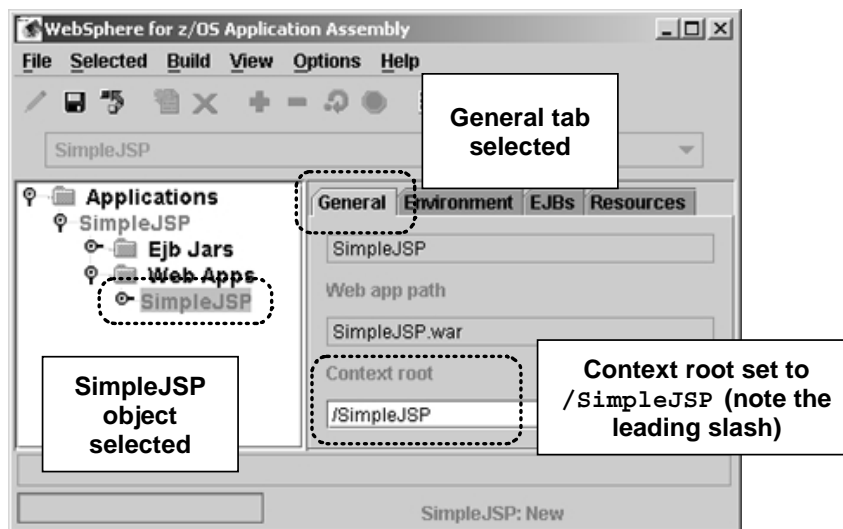 WebSphere for z/OS Application Assembly
File Selected Build View Options Help
General tab
selected
SimpleJSP
Applications
SimpleJSP
Ejb Jars
Web Apps
SimpleJSP
General Environment EJBs Resources
SimpleJSP
Web app path
SimpleJSP.war
Context root
/SimpleJSP
SimpleJSP
object
selected
Context root set to
/SimpleJSP (note the
leading slash)
SimpleJSP: New